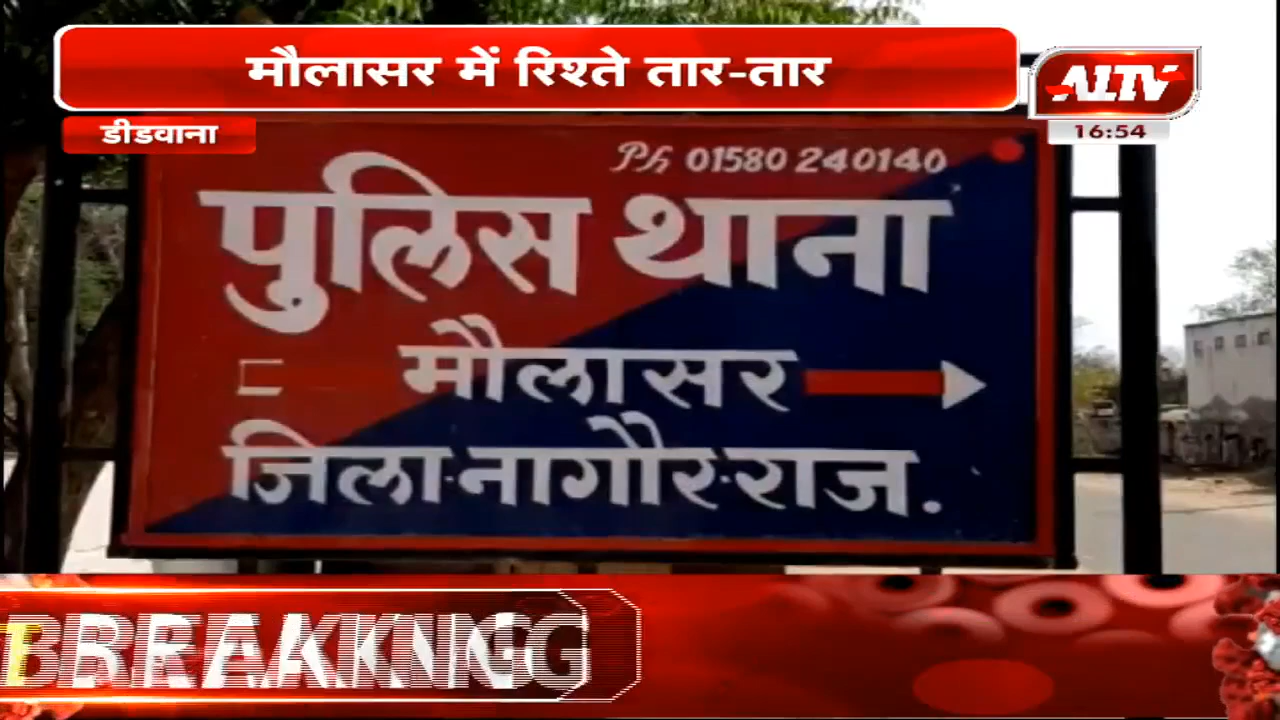 मौलासर में रिश्ते तार-तार
ALTV
16:54
डीडवाना
Ph 01580 240140
पुलिस थाना
मौलासर
जिला-नागौर-राज.
BREAKING